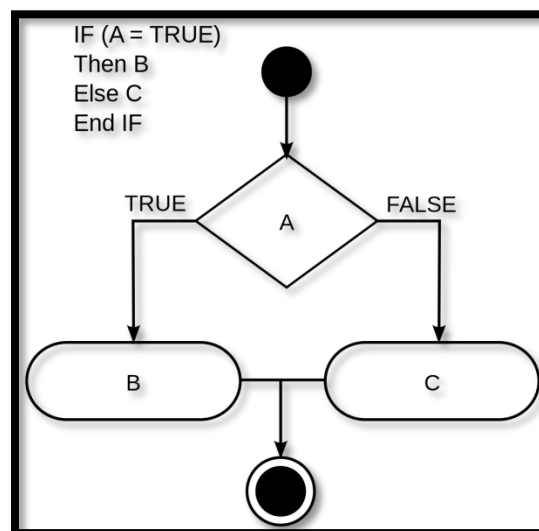 IF (A = TRUE)
Then B
Else C
End IF
TRUE
A
FALSE
B
C